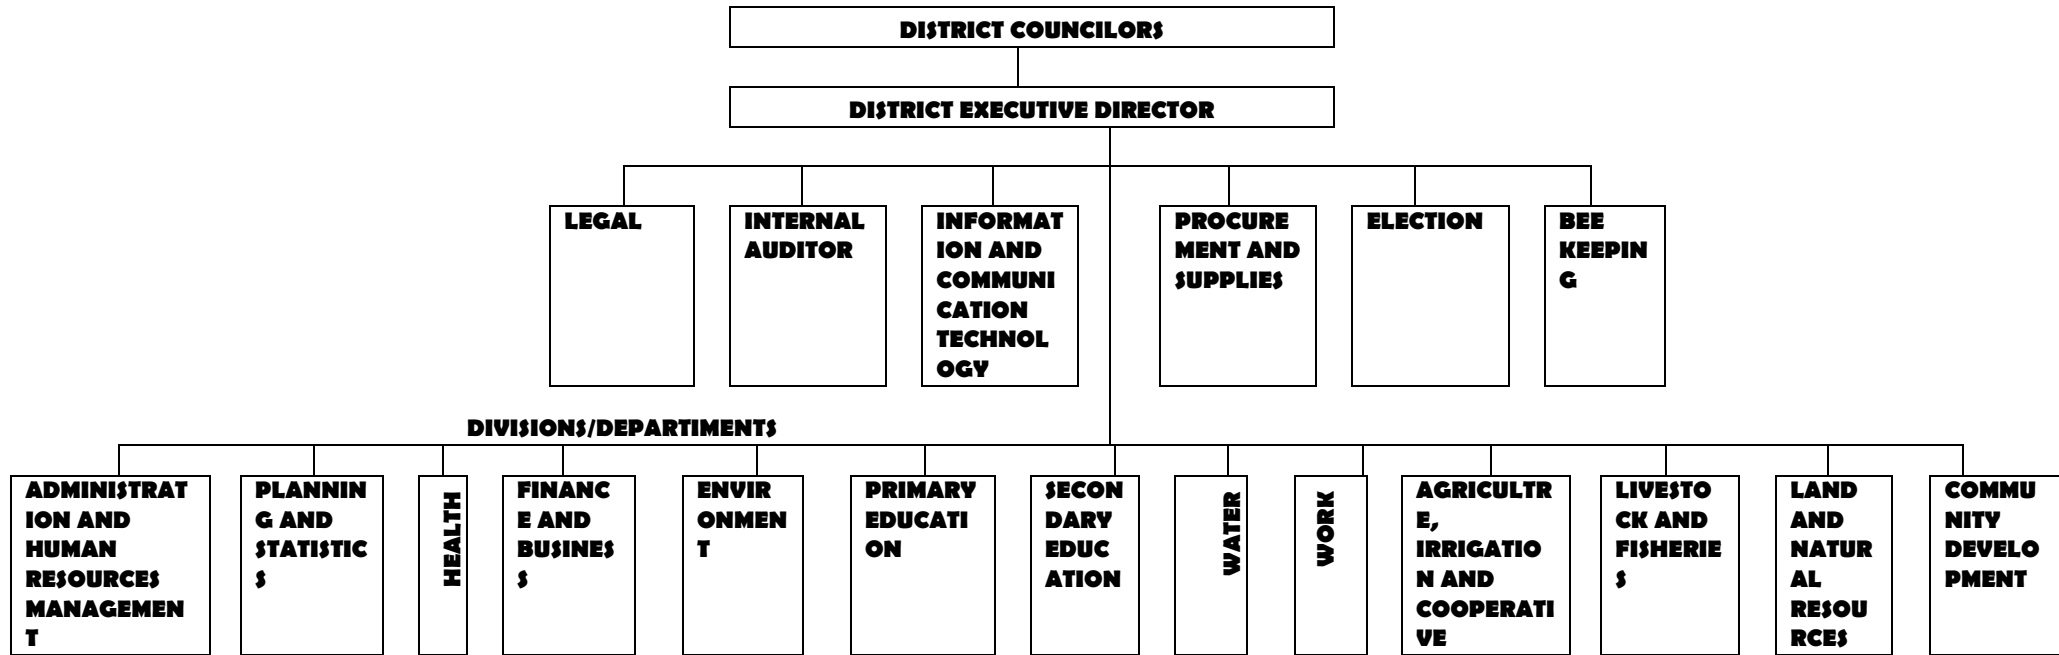 DISTRICT COUNCILORS
DISTRICT EXECUTIVE DIRECTOR
LEGAL
INTERNAL
AUDITOR
INFORMAT
ION AND
COMMUNI
CATION
TECHNOL
OGY
PROCURE
MENT AND
SUPPLIES
ELECTION
BEE
KEEPIN
G
DIVISIONS/DEPARTIMENTS
ADMINISTRAT
ION AND
HUMAN
RESOURCES
MANAGEMEN
T
PLANNIN
G AND
STATISTIC
S
HEALTH
FINANC
E AND
BUSINES
S
ENVIR
ONMEN
T
PRIMARY
EDUCATI
ON
SECON
DARY
EDUC
ATION
WATER
WORK
AGRICULTR
E,
IRRIGATIO
N AND
COOPERATI
VE
LIVESTO
CK AND
FISHERIE
S
LAND
AND
NATUR
AL
RESOU
RCES
COMMU
NITY
DEVELO
PMENT